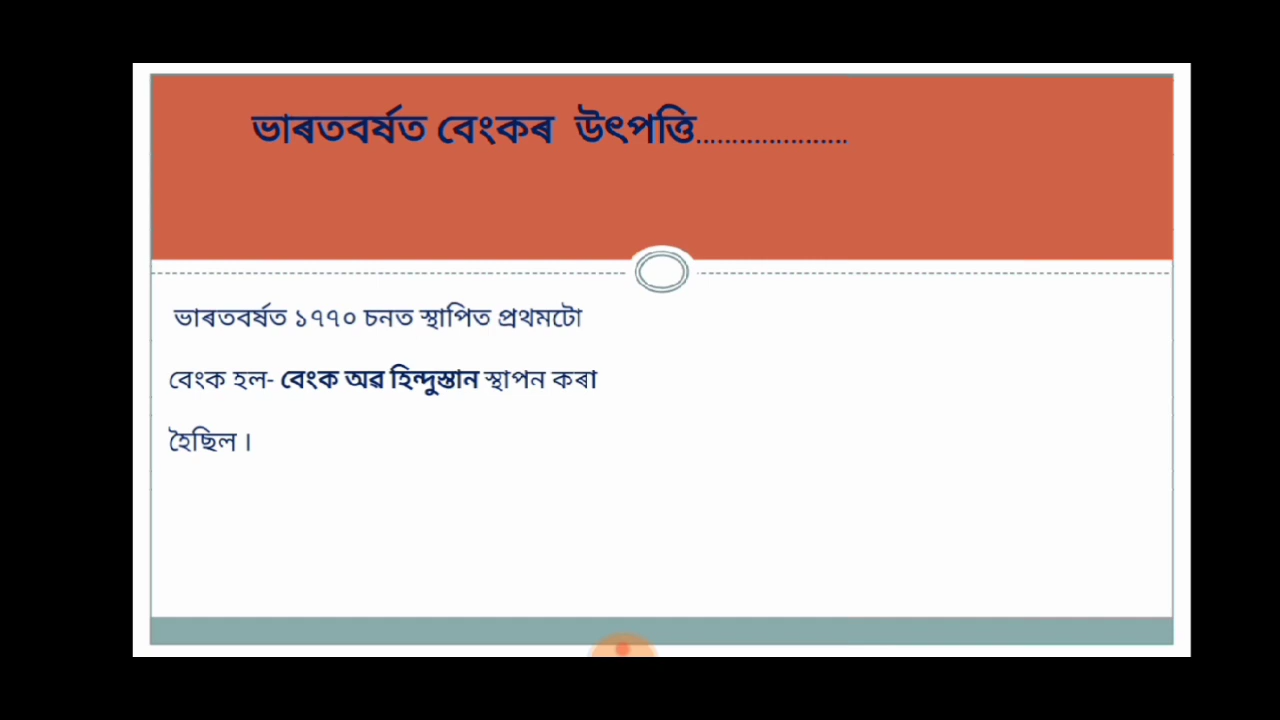 ভাৰতবৰ্ষত বেংকৰ উৎপত্তি.....................
ভাৰতবৰ্ষত ১৭৭০ চনত স্থাপিত প্ৰথমটো
বেংক হল- বেংক অৱ হিন্দুস্তান স্থাপন কৰা
হৈছিল ।